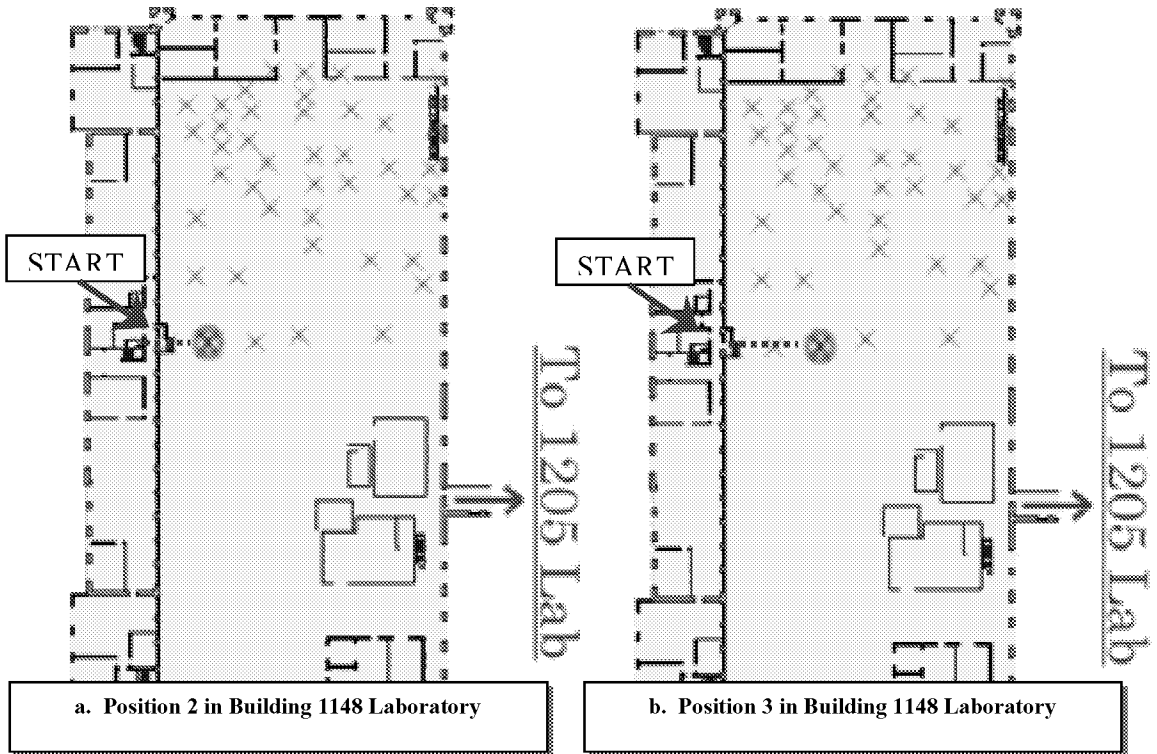 START
START
To 1205 Lab
To 1205 Lab
a. Position 2 in Building 1148 Laboratory
b. Position 3 in Building 1148 Laboratory